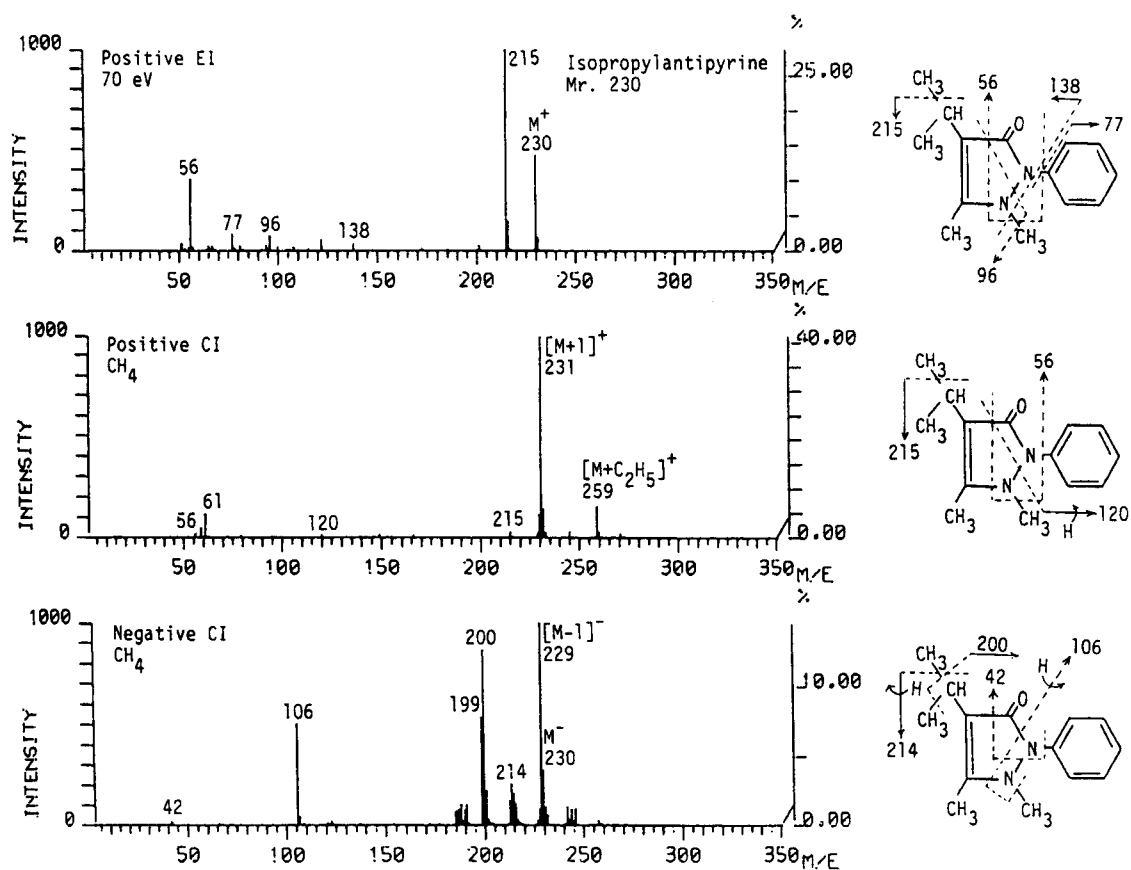 %
1000
Positive EI
70 eV
215
Isopropylantipyrine
Mr. 230
25.00
M+
230
56
77
96
138
INTENSITY
0
0.00
50 100 150 200 250 300 350
M/E
CH3
56
138
215
CH
77
O
CH3
N
N
CH3
CH3
96
%
1000
Positive CI
CH4
[M+1]+
231
40.00
[M+C2H5]+
259
56
61
120
215
INTENSITY
0
0.00
50 100 150 200 250 300 350
M/E
CH3
56
CH
O
CH3
215
N
N
CH3
CH3
H
120
%
1000
Negative CI
CH4
200
[M-1]-
229
10.00
199
106
M-
230
214
42
INTENSITY
0
0.00
50 100 150 200 250 300 350
M/E
200
106
CH3
42
H
H
CH
O
CH3
214
N
N
CH3
CH3